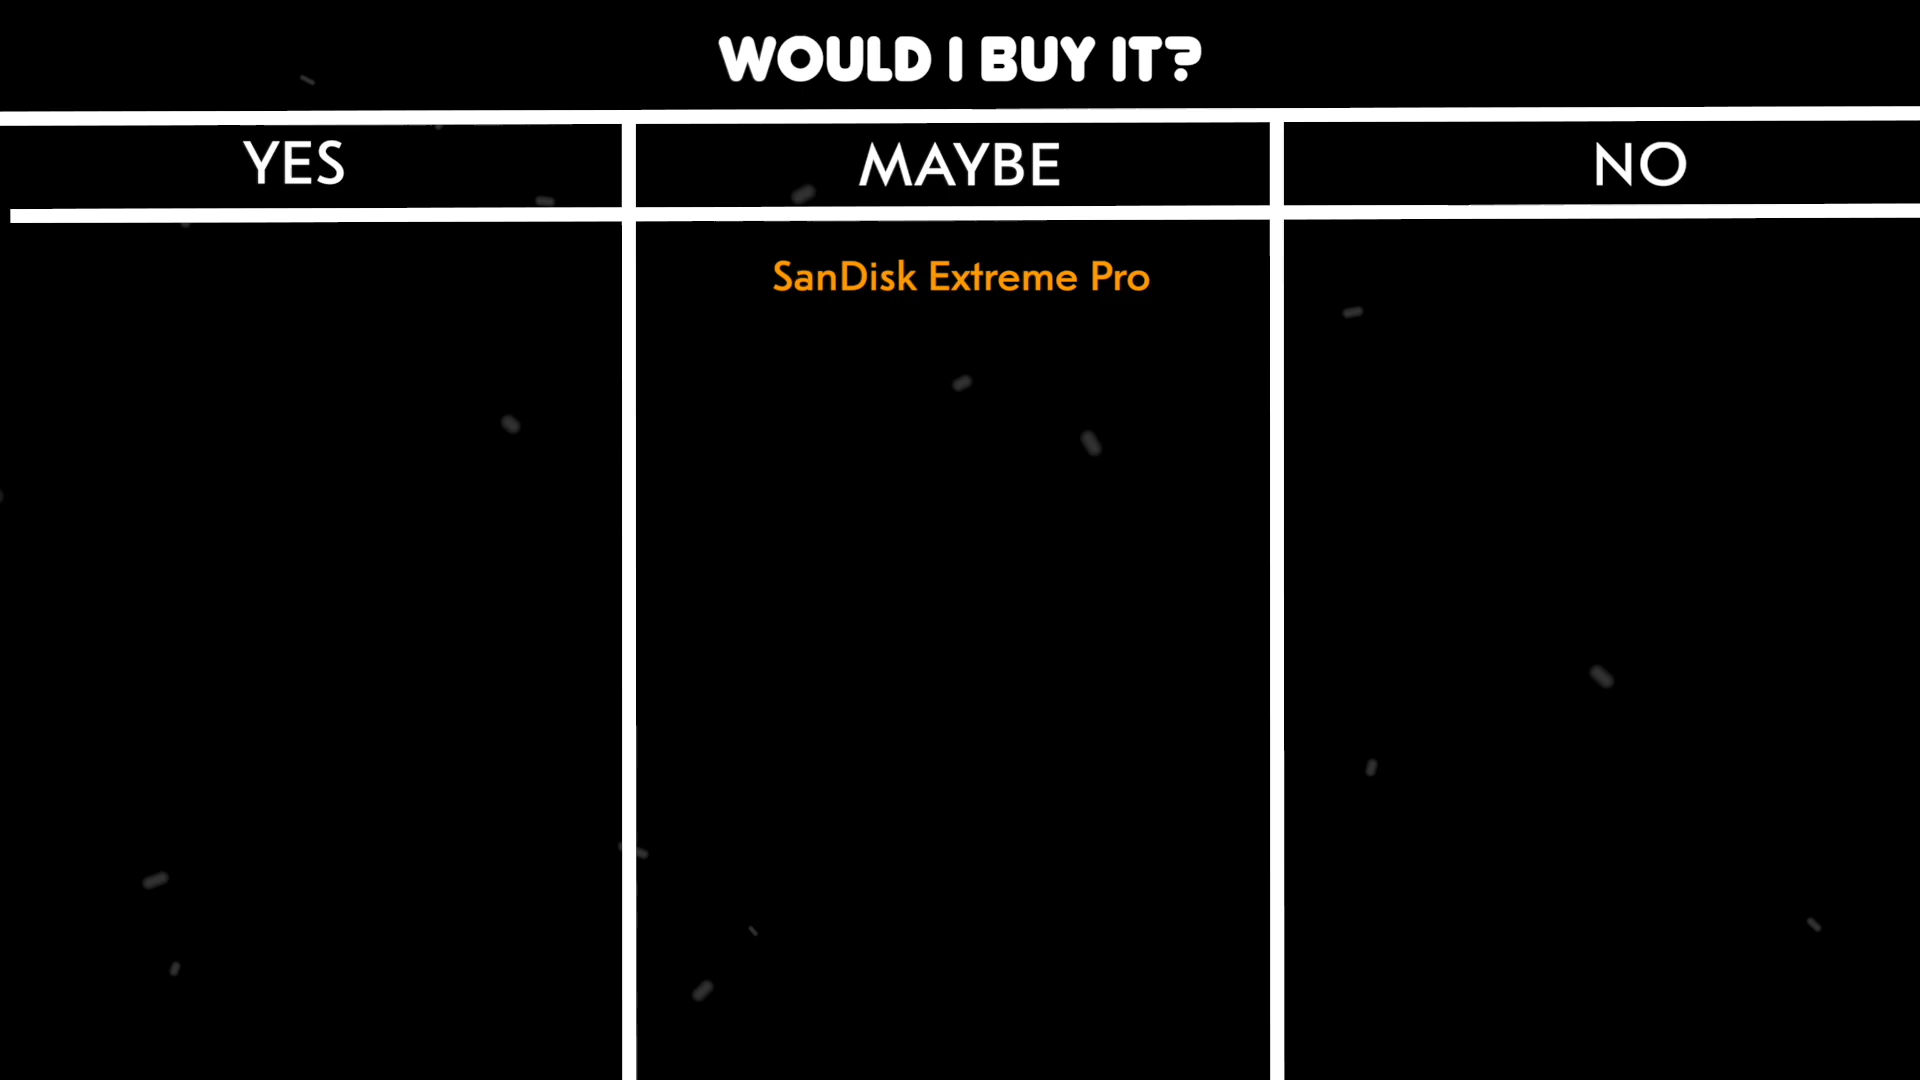 WOULD I BUY IT?
YES
MAYBE
NO
SanDisk Extreme Pro